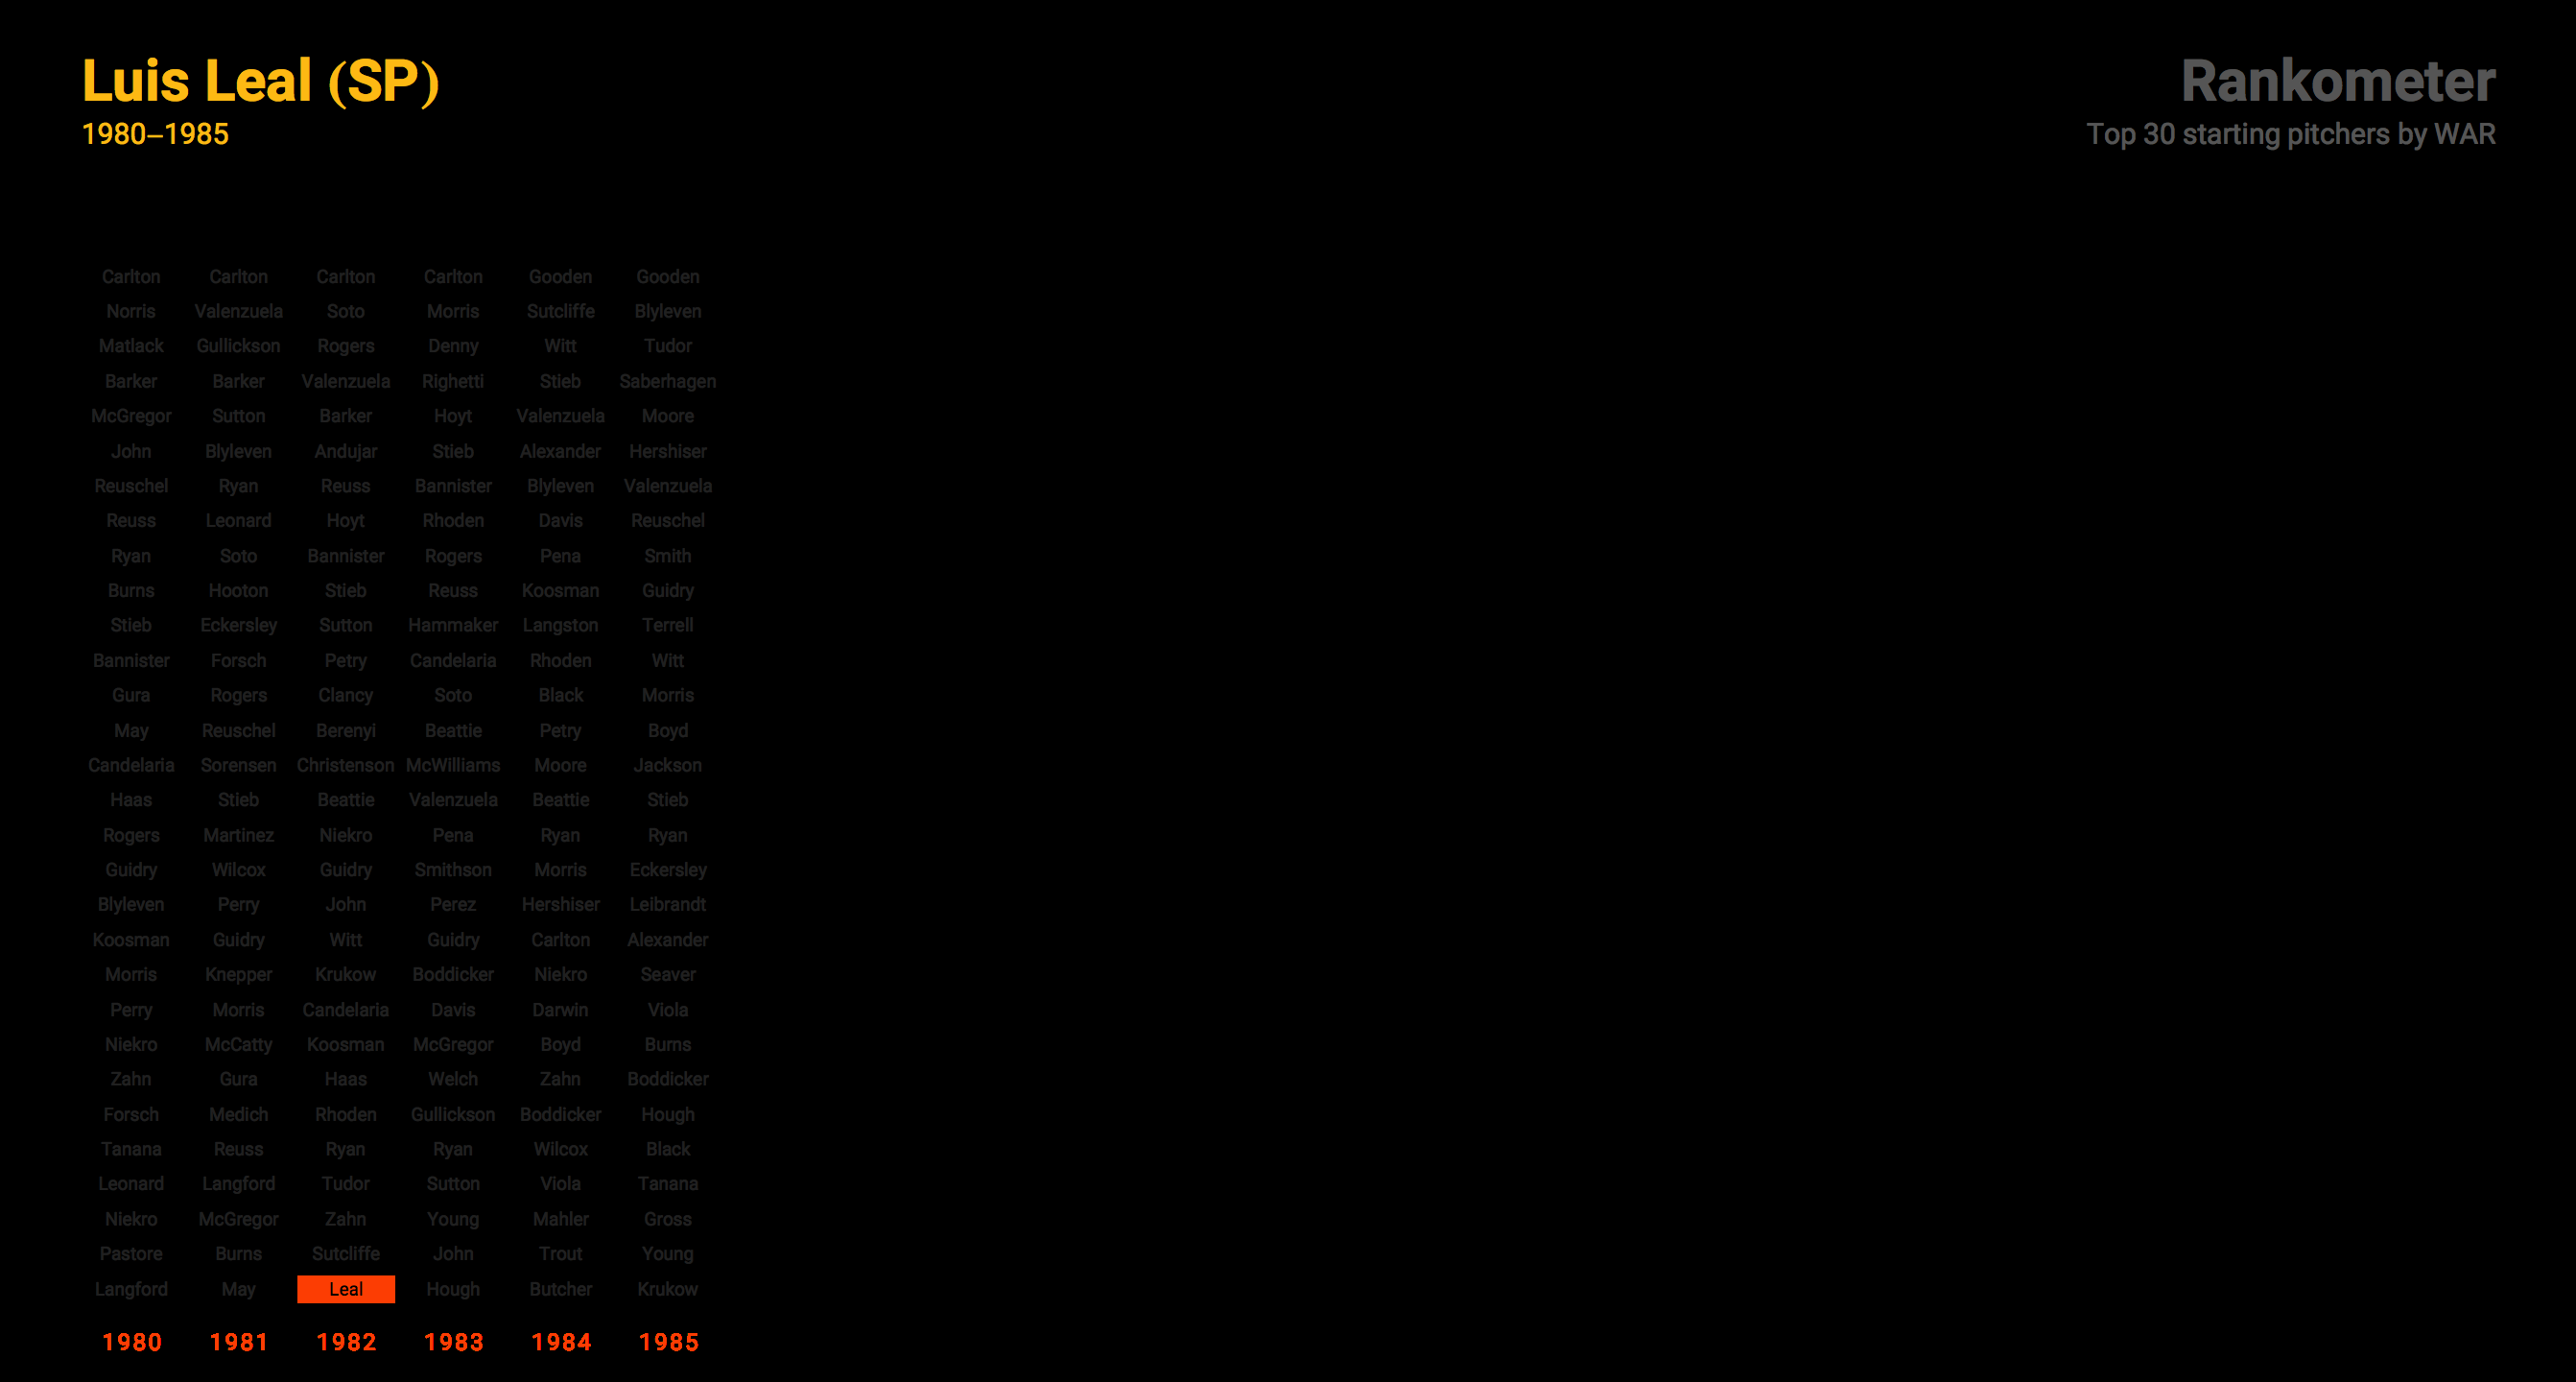 Luis Leal (SP)
1980–1985
Rankometer
Top 30 starting pitchers by WAR
Carlton Carlton Carlton Carlton Gooden Gooden
Norris Valenzuela Soto Morris Sutcliffe Blyleven
Matlack Gullickson Rogers Denny Witt Tudor
Barker Barker Valenzuela Righetti Stieb Saberhagen
McGregor Sutton Barker Hoyt Valenzuela Moore
John Blyleven Andujar Stieb Alexander Hershiser
Reuschel Ryan Reuss Bannister Blyleven Valenzuela
Reuss Leonard Hoyt Rhoden Davis Reuschel
Ryan Soto Bannister Rogers Pena Smith
Burns Hooton Stieb Reuss Koosman Guidry
Stieb Eckersley Sutton Hammaker Langston Terrell
Bannister Forsch Petry Candelaria Rhoden Witt
Gura Rogers Clancy Soto Black Morris
May Reuschel Berenyi Beattie Petry Boyd
Candelaria Sorensen Christenson McWilliams Moore Jackson
Haas Stieb Beattie Valenzuela Beattie Stieb
Rogers Martinez Niekro Pena Ryan Ryan
Guidry Wilcox Guidry Smithson Morris Eckersley
Blyleven Perry John Perez Hershiser Leibrandt
Koosman Guidry Witt Guidry Carlton Alexander
Morris Knepper Krukow Boddicker Niekro Seaver
Perry Morris Candelaria Davis Darwin Viola
Niekro McCatty Koosman McGregor Boyd Burns
Zahn Gura Haas Welch Zahn Boddicker
Forsch Medich Rhoden Gullickson Boddicker Hough
Tanana Reuss Ryan Ryan Wilcox Black
Leonard Langford Tudor Sutton Viola Tanana
Niekro McGregor Zahn Young Mahler Gross
Pastore Burns Sutcliffe John Trout Young
Langford May Leal Hough Butcher Krukow
1980 1981 1982 1983 1984 1985